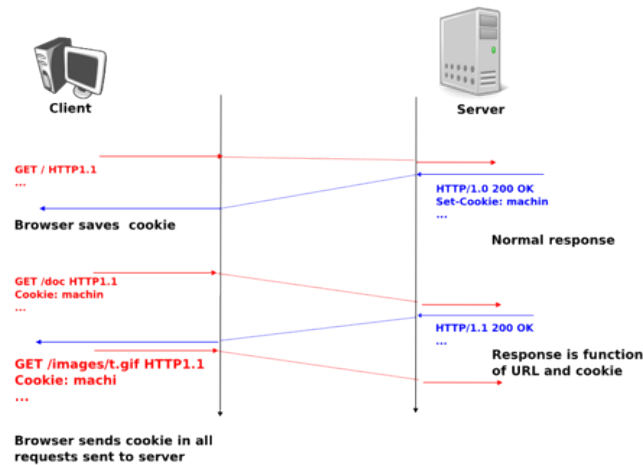 Client
Server
GET / HTTP1.1
...
HTTP/1.0 200 OK
Set-Cookie: machin
...
Browser saves cookie
Normal response
GET /doc HTTP1.1
Cookie: machin
...
HTTP/1.1 200 OK
...
GET /images/t.gif HTTP1.1
Cookie: machi
...
Response is function
of URL and cookie
Browser sends cookie in all
requests sent to server